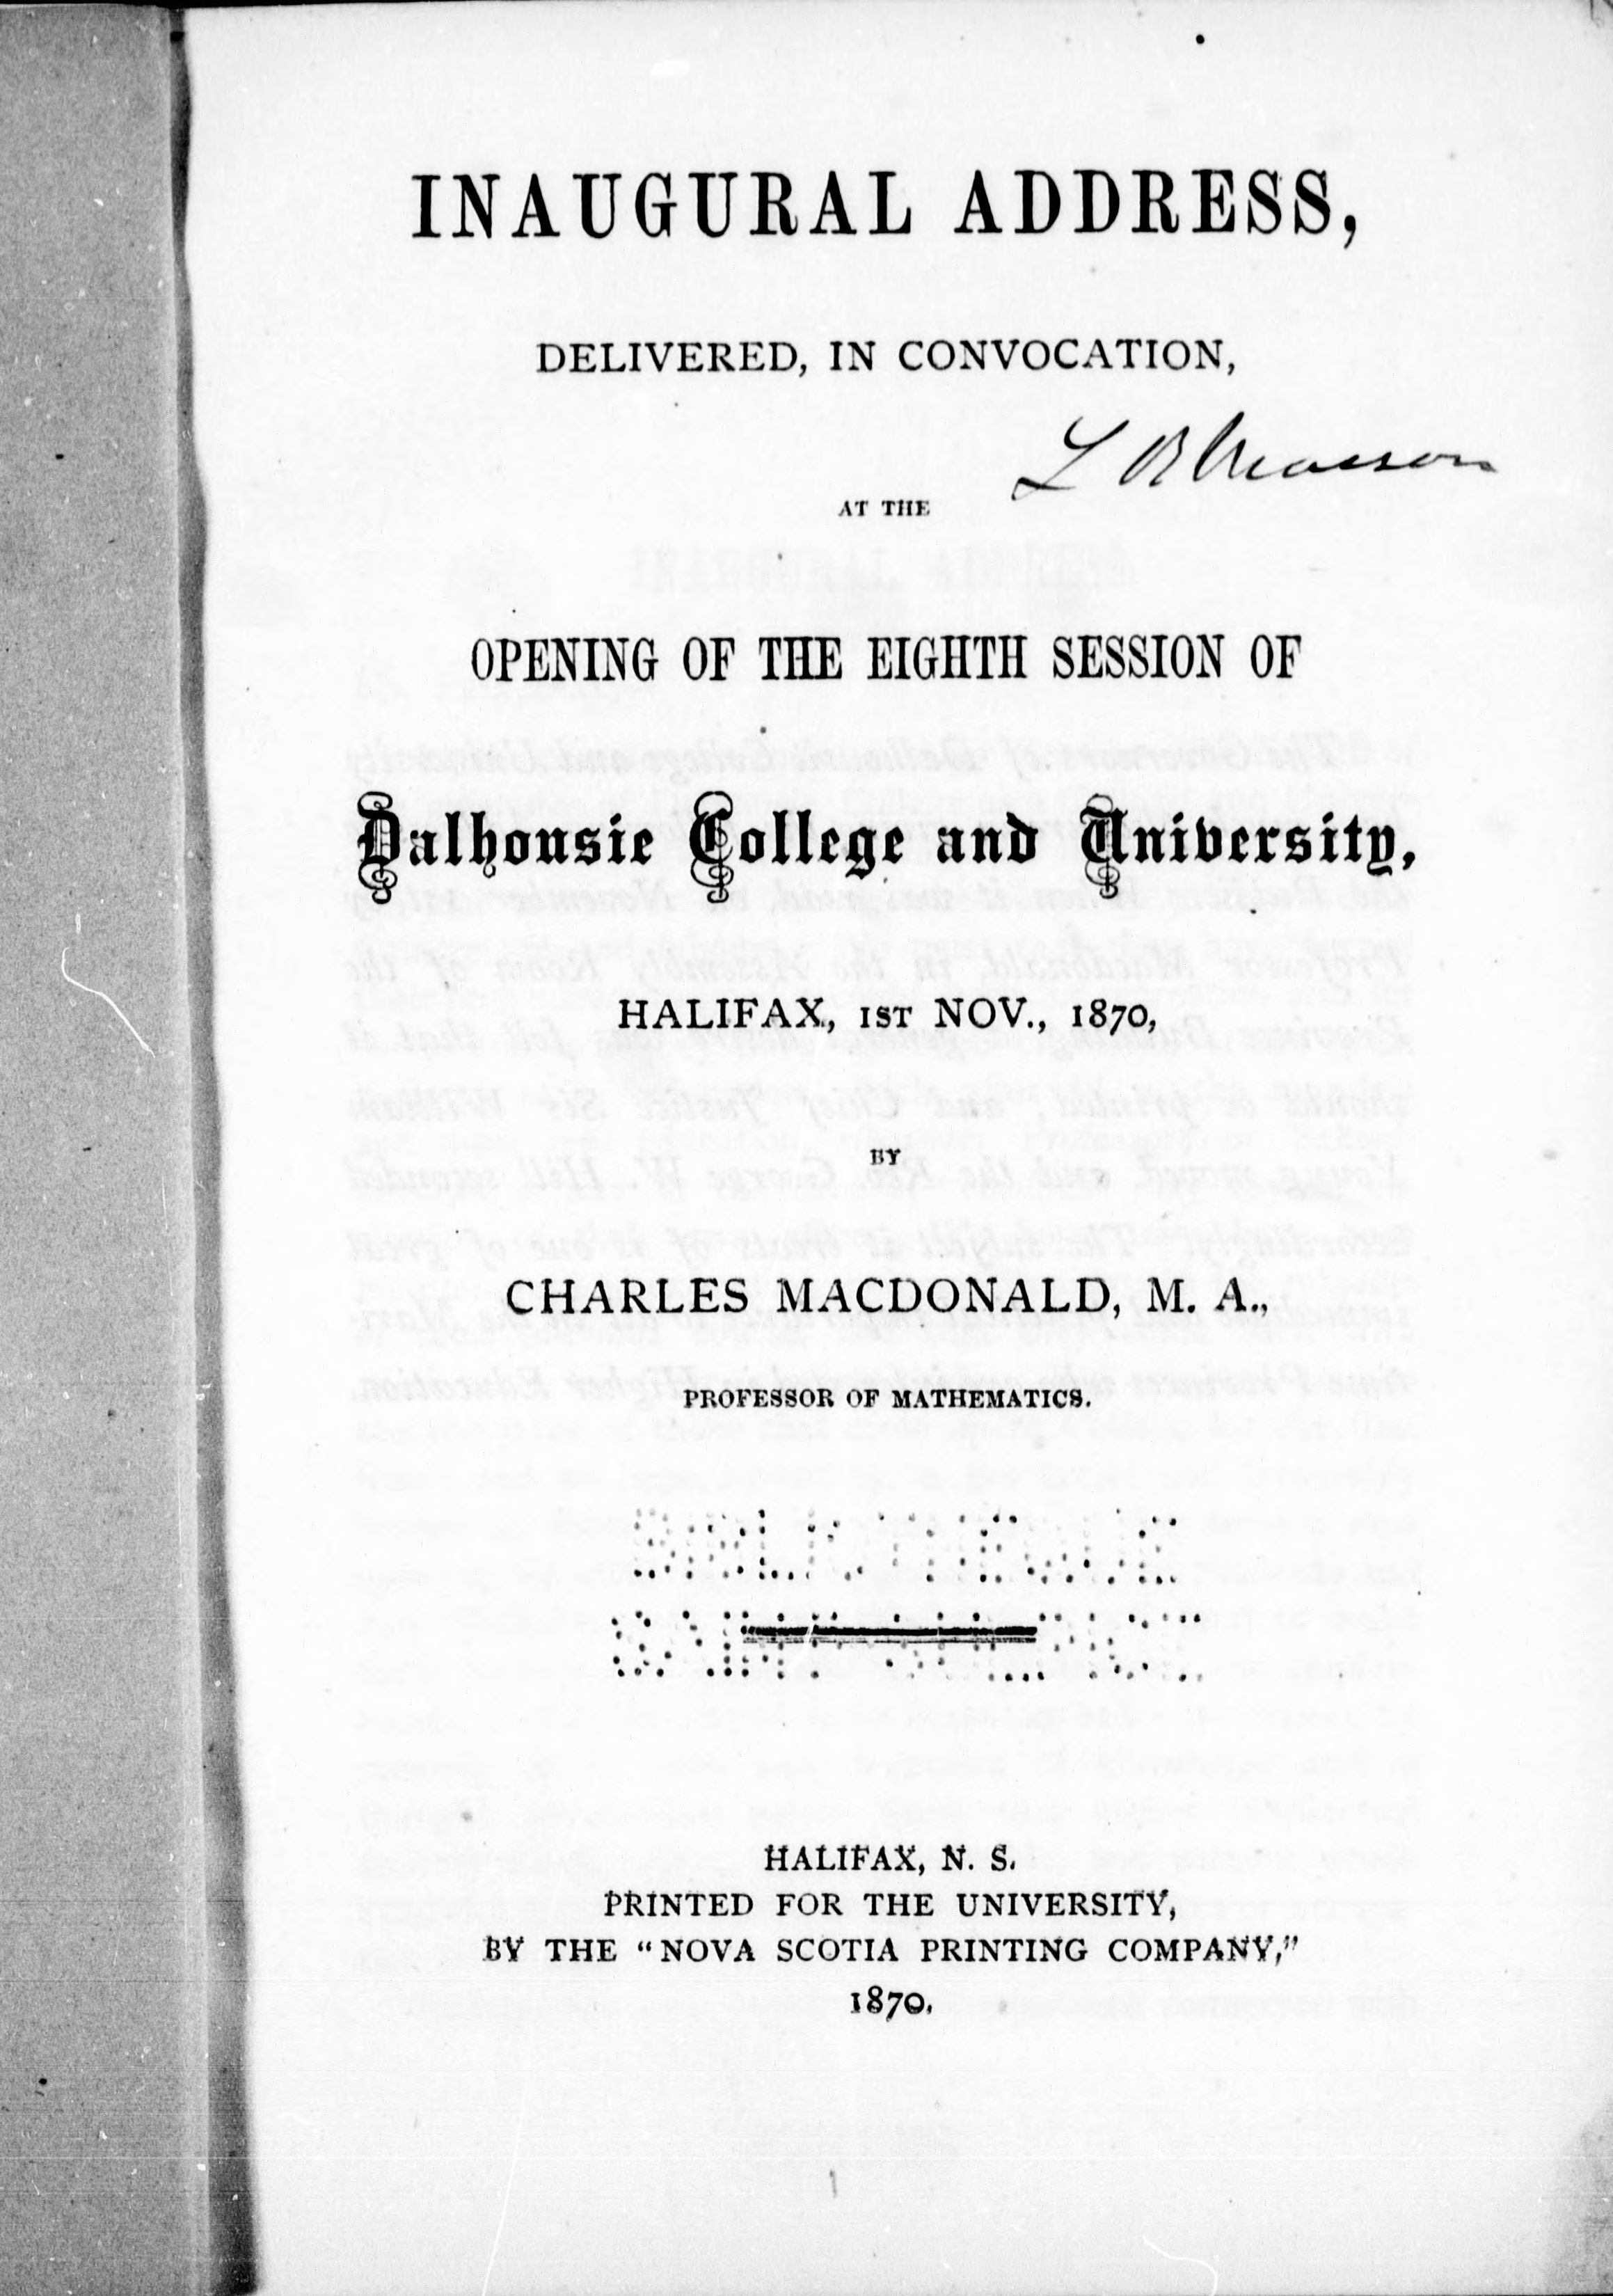 INAUGURAL ADDRESS,
DELIVERED, IN CONVOCATION,
L R
AT THE
OPENING OF THE EIGHTH SESSION OF
Dalhousie College and University,
HALIFAX, 1ST NOV., 1870,
BY
CHARLES MACDONALD, M. A.,
PROFESSOR OF MATHEMATICS.
BIBLIOTHEQUE
HALIFAX, N. S.
PRINTED FOR THE UNIVERSITY,
BY THE "NOVA SCOTIA PRINTING COMPANY,"
1870.